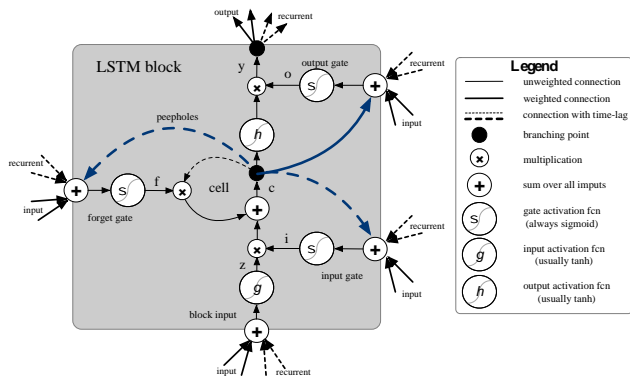 output
recurrent
LSTM block
y
output gate
o
S
recurrent
input
peepholes
h
recurrent
input
S
f
forget gate
cell
c
i
S
input gate
recurrent
input
z
g
block input
input
recurrent
Legend
unweighted connection
weighted connection
connection with time-lag
branching point
multiplication
sum over all imputs
S
gate activation fcn
(always sigmoid)
g
input activation fcn
(usually tanh)
h
output activation fcn
(usually tanh)